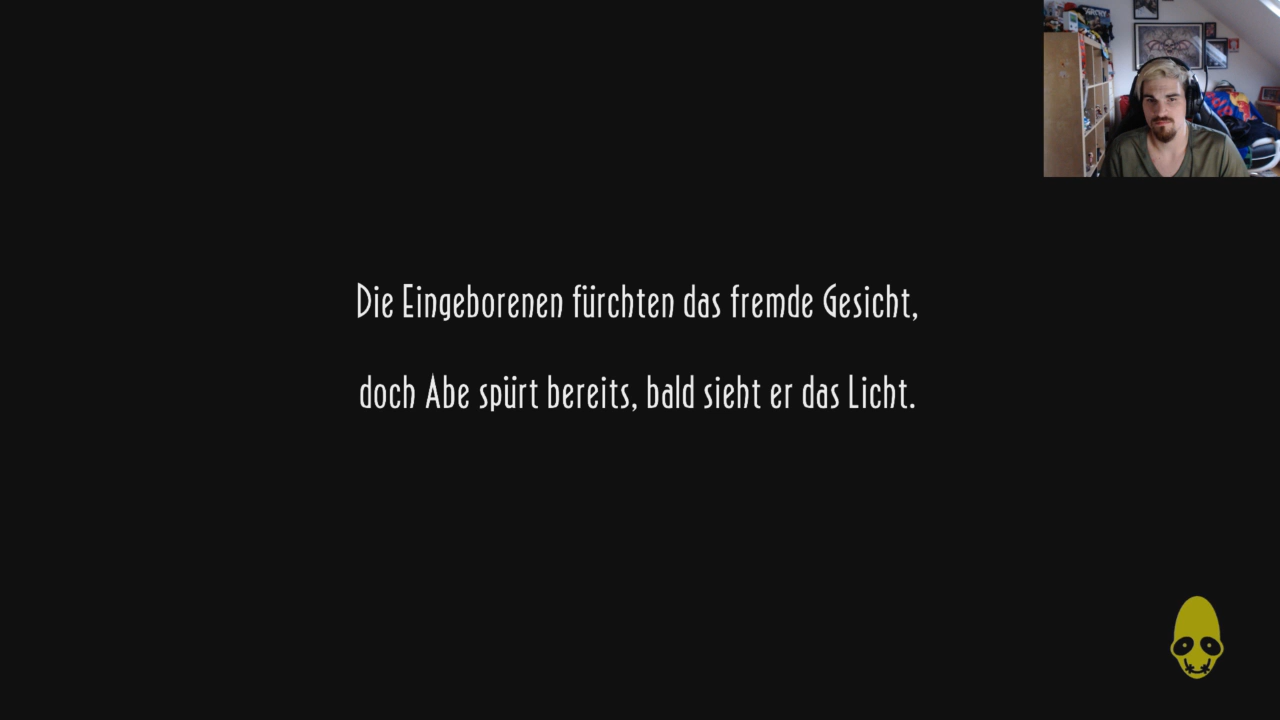 Die Eingeborenen fürchten das fremde Gesicht,
doch Abe spürt bereits, bald sieht er das Licht.